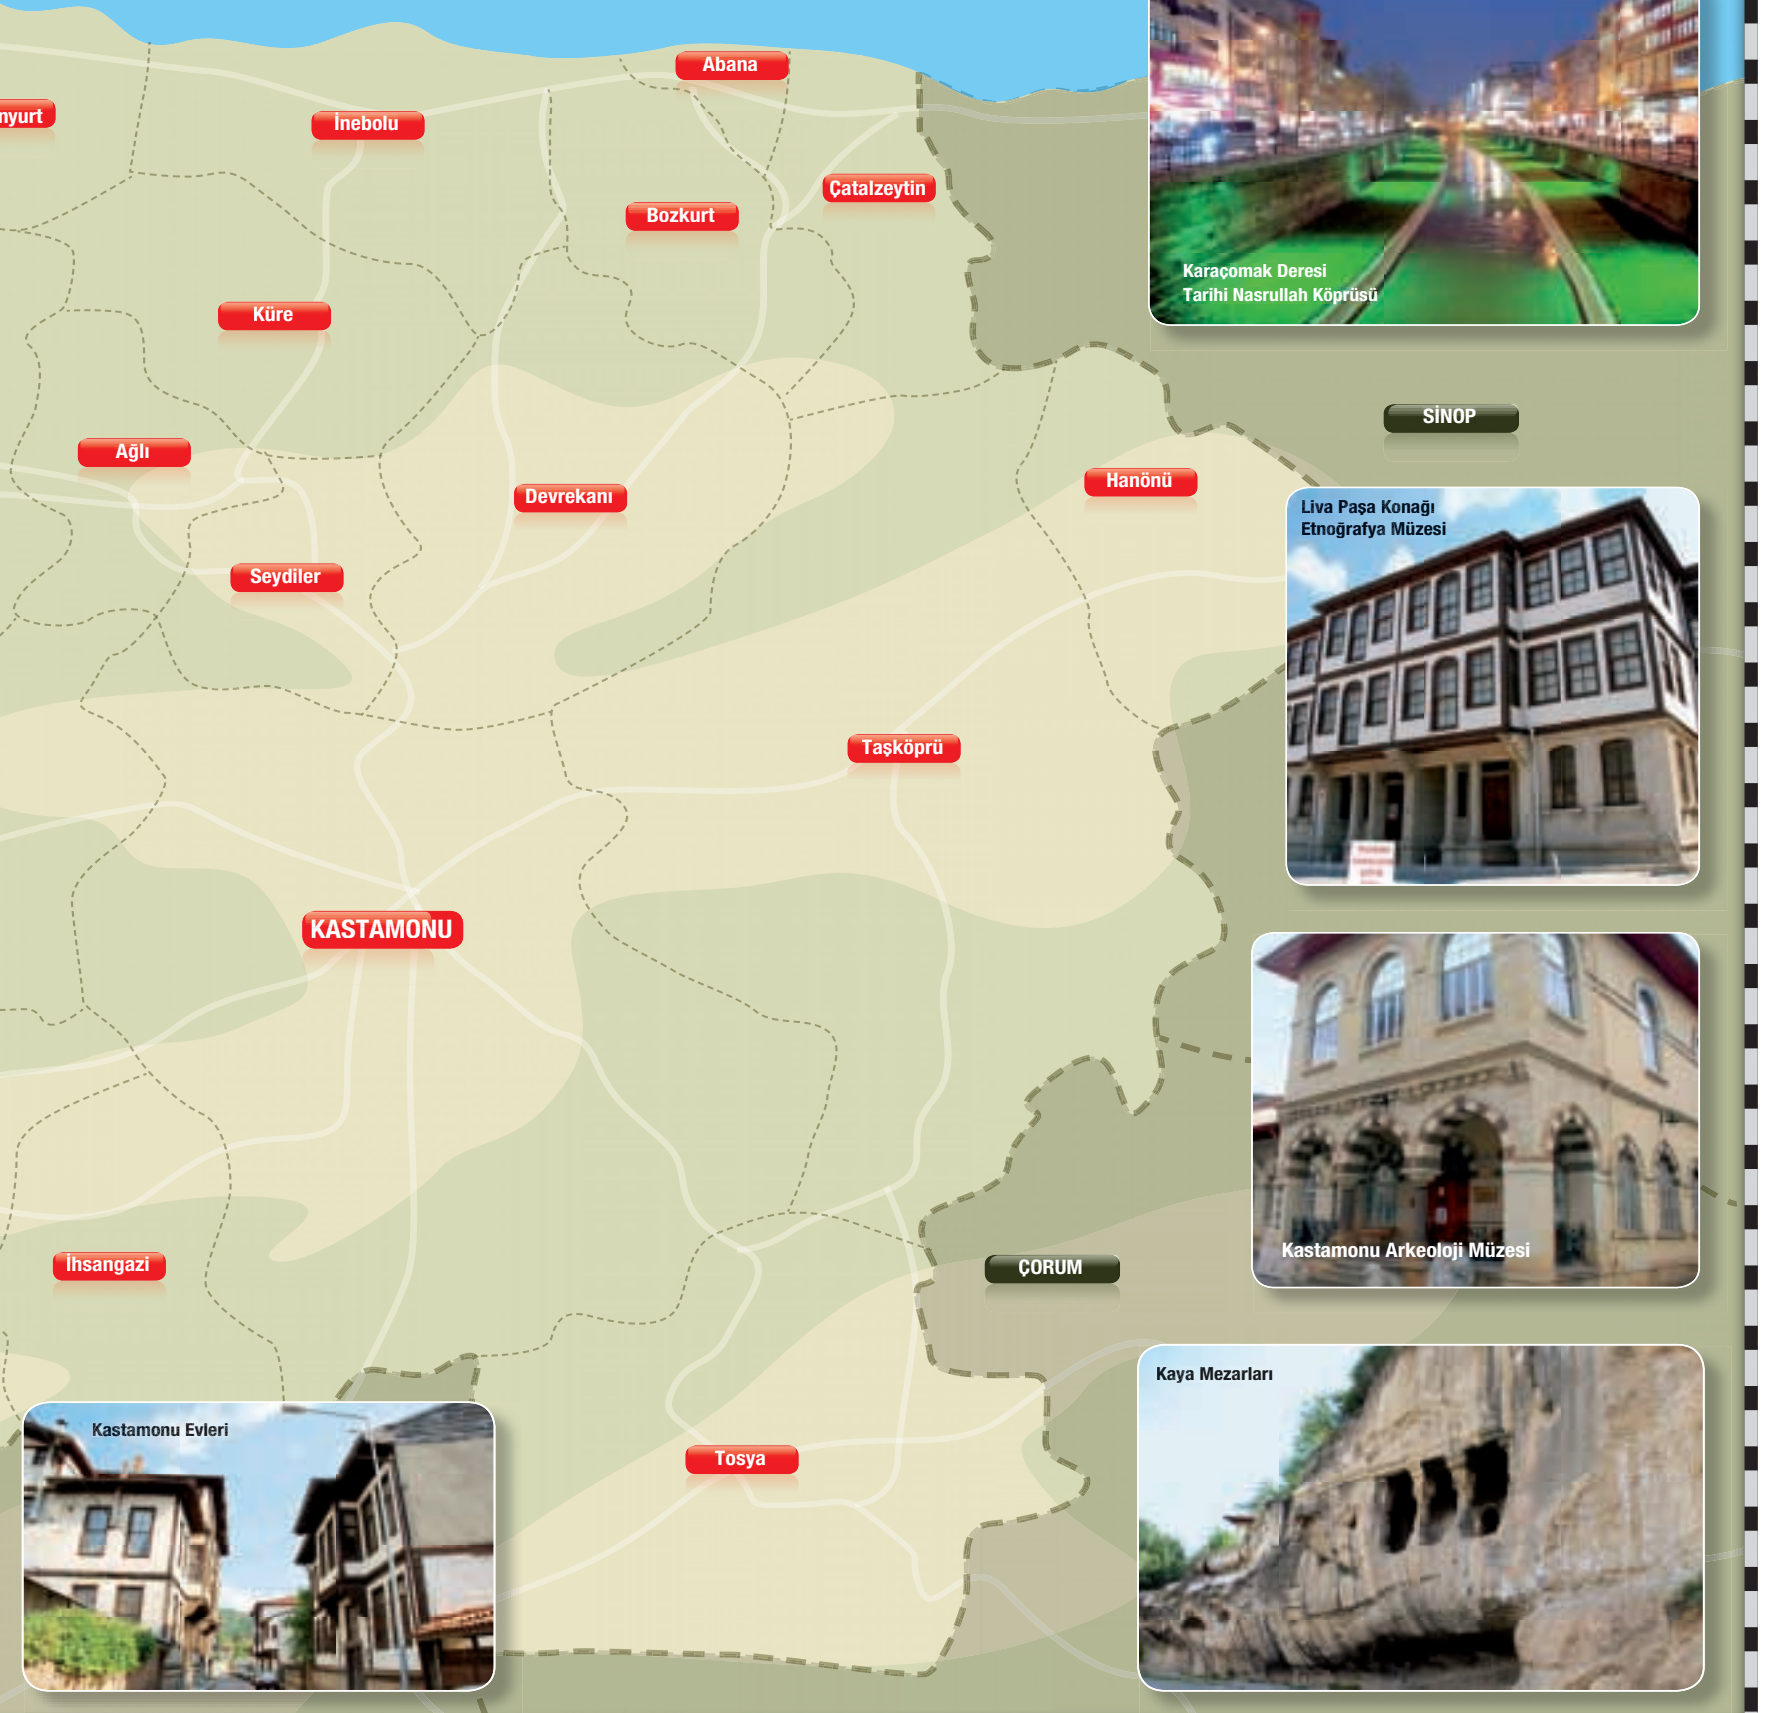 Abana
nyurt
İnebolu
Çatalzeytin
Bozkurt
Karaçomak Deresi
Tarihi Nasrullah Köprüsü
Küre
SİNOP
Ağlı
Hanönü
Devrekanı
Liva Paşa Konağı
Etnoğrafya Müzesi
Seydiler
Taşköprü
KASTAMONU
Kastamonu Arkeoloji Müzesi
İhsangazi
ÇORUM
Kaya Mezarları
Kastamonu Evleri
Tosya